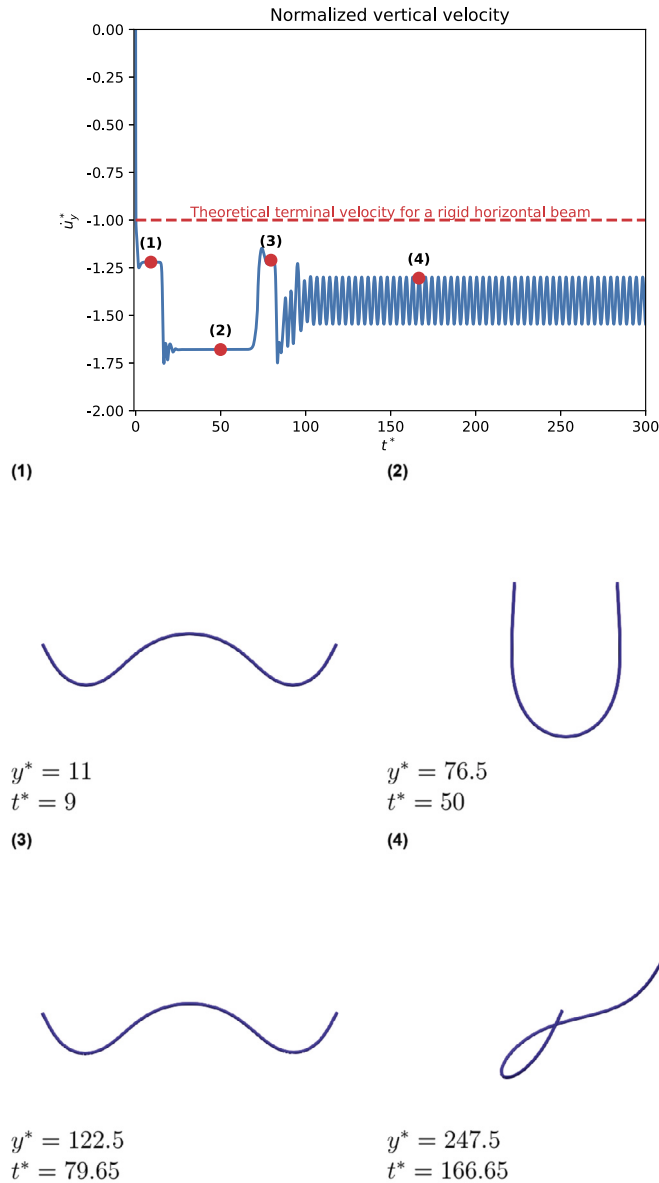 Normalized vertical velocity
0.00
-0.25
-0.50
-0.75
-1.00
-1.25
-1.50
-1.75
-2.00
u̇*y
Theoretical terminal velocity for a rigid horizontal beam
(1)
(2)
(3)
(4)
0 50 100 150 200 250 300
t*
(1) (2)
y* = 11 y* = 76.5
t* = 9 t* = 50
(3) (4)
y* = 122.5 y* = 247.5
t* = 79.65 t* = 166.65